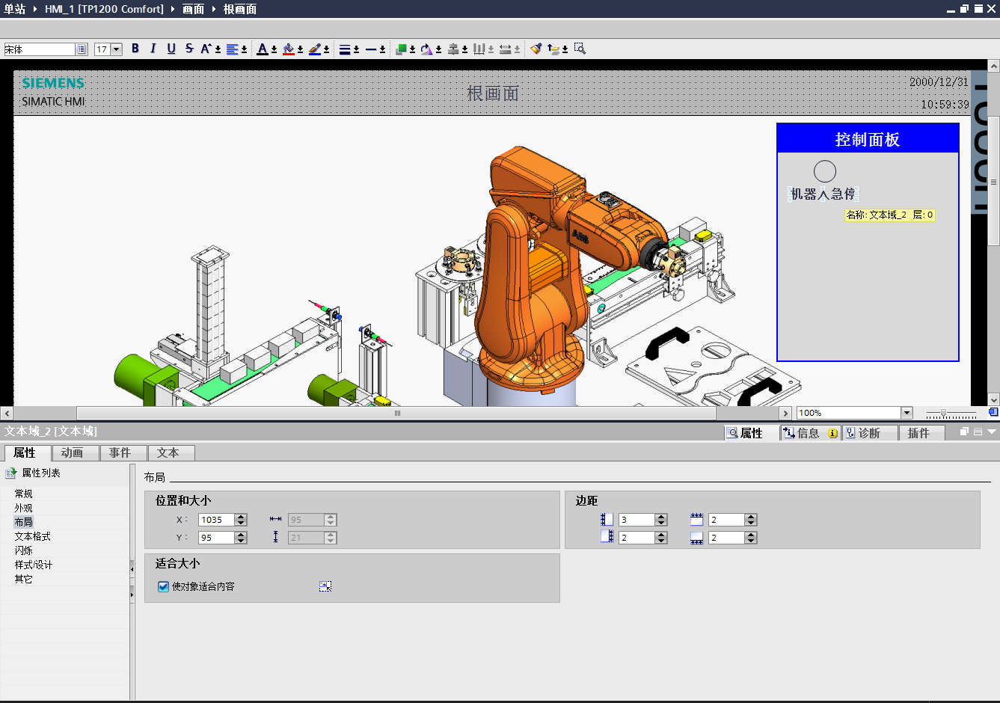 单站 HMI_1 [TP1200 Comfort] 画面 根画面
宋体 17 B I U S A A
SIEMENS
SIMATIC HMI
根画面
2000/12/31
10:59:39
控制面板
机器人急停
名称: 文本域_2 层: 0
100%
文本域_2 [文本域]
属性 信息 诊断 插件
属性 动画 事件 文本
属性列表
常规
外观
布局
文本格式
闪烁
样式/设计
其它
布局
位置和大小
X: 1035 95
Y: 95 21
边距
3 2
2 2
适合大小
使对象适合内容